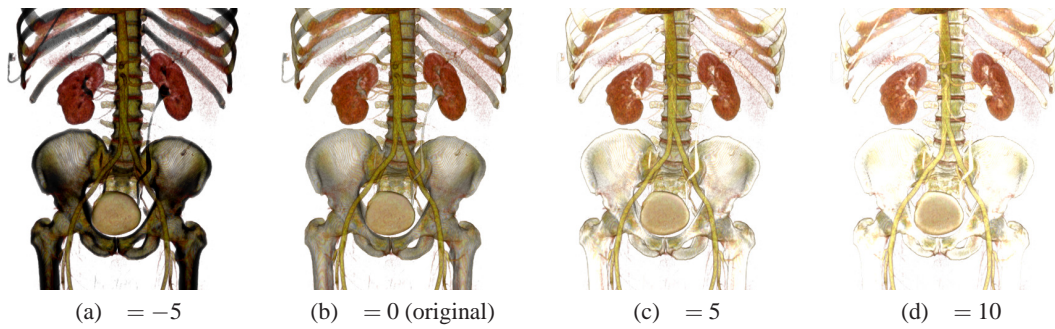 (a) = −5
(b) = 0 (original)
(c) = 5
(d) = 10